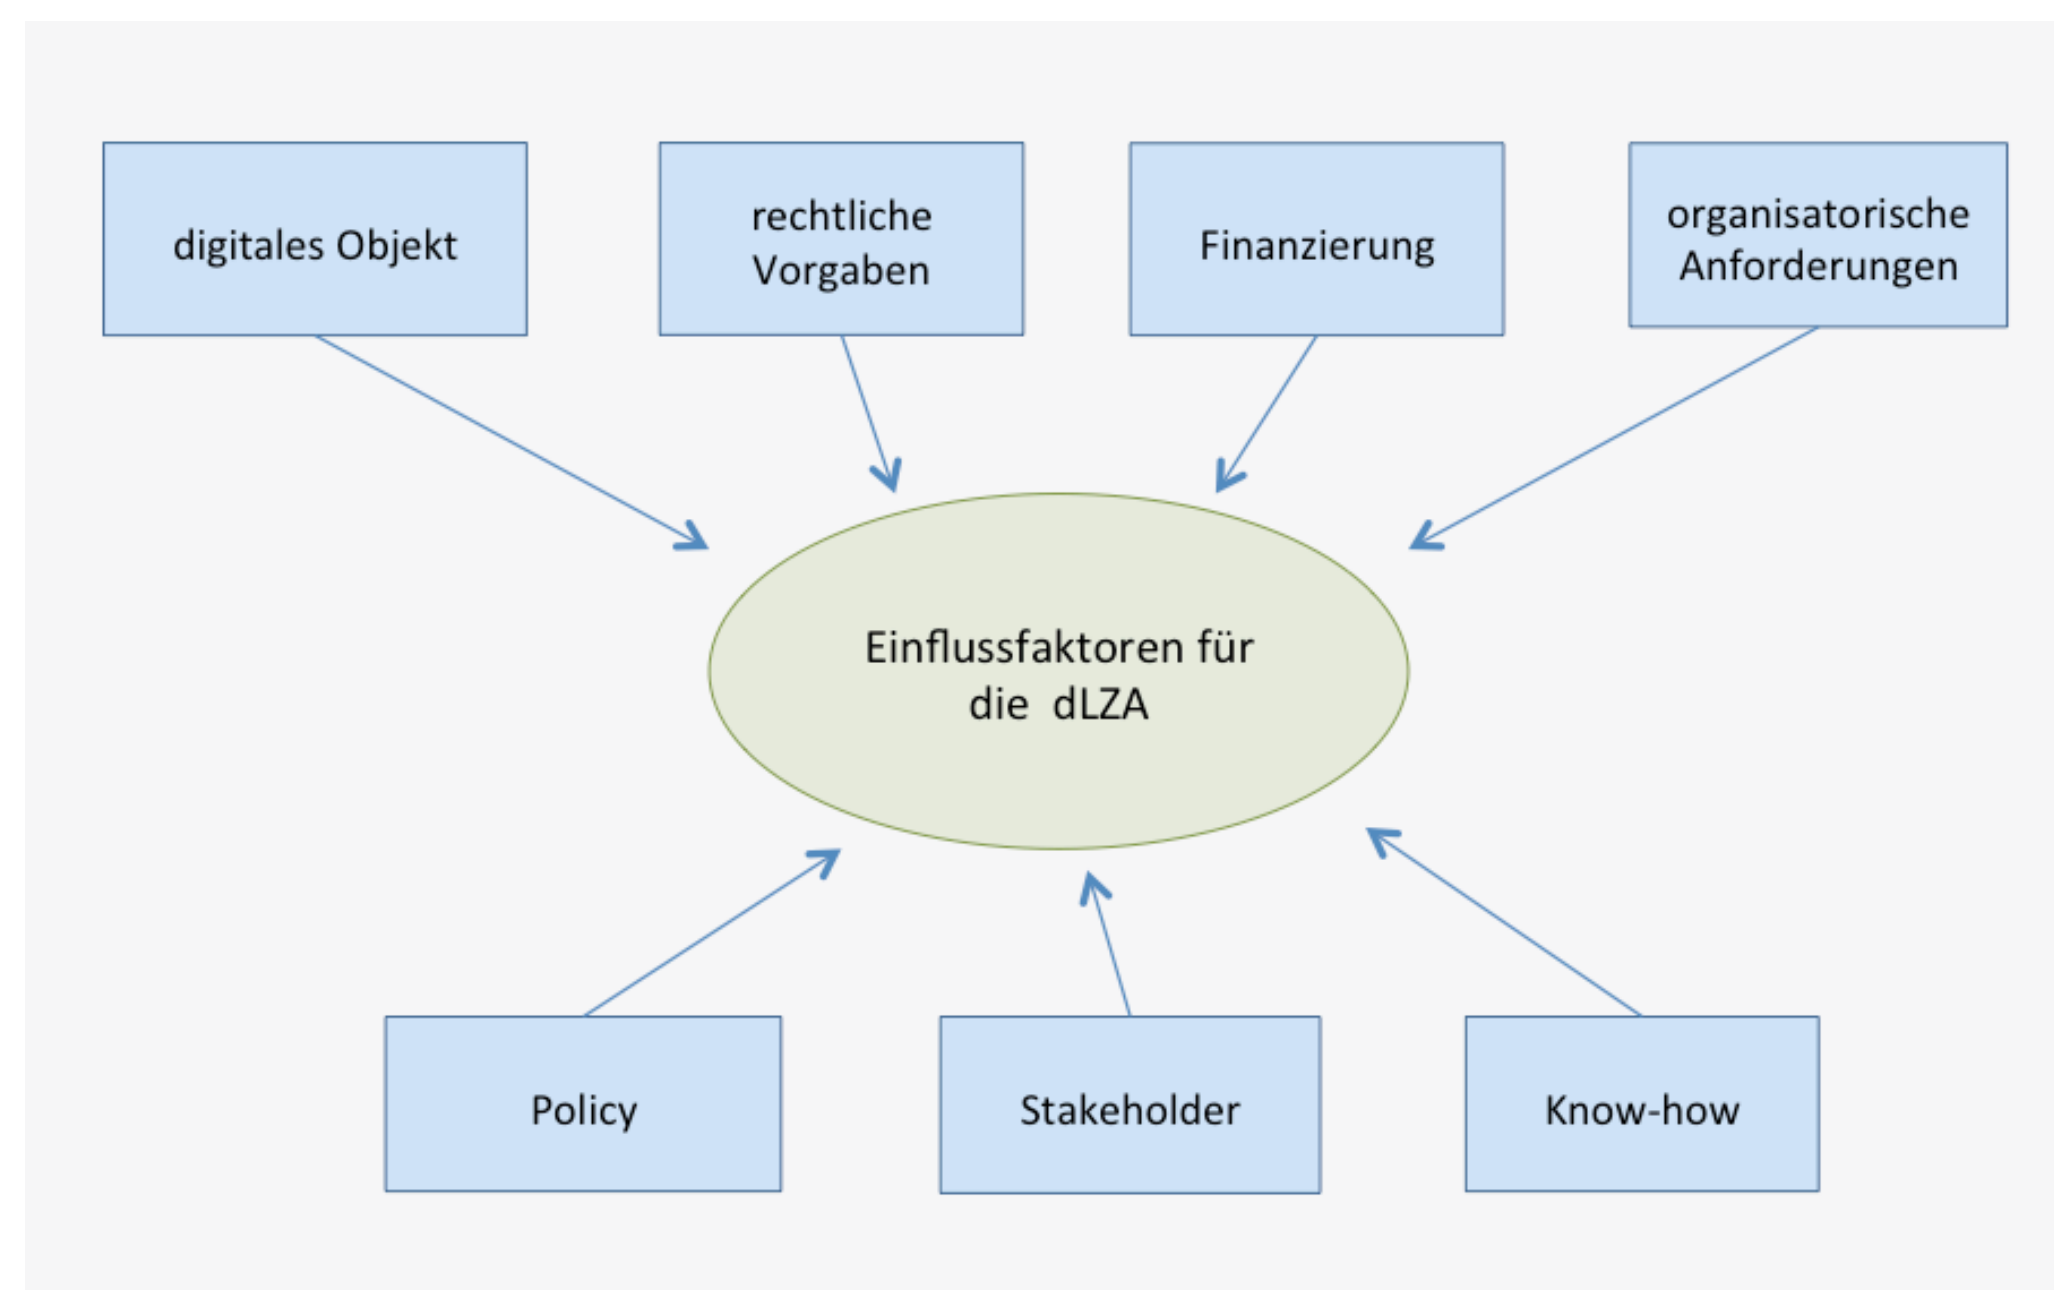 digitales Objekt
rechtliche
Vorgaben
Finanzierung
organisatorische
Anforderungen
Einflussfaktoren für
die dLZA
Policy
Stakeholder
Know-how